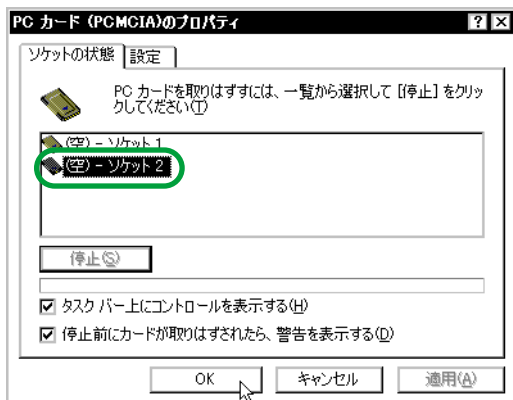 PC カード (PCMCIA)のプロパティ
ソケットの状態 設定
PC カードを取りはずすには、一覧から選択して [停止] をクリッ
クしてください(T)
(空) - ソケット 1
(空) - ソケット 2
停止(S)
タスク バー上にコントロールを表示する(H)
停止前にカードが取りはずされたら、警告を表示する(D)
OK キャンセル 適用(A)